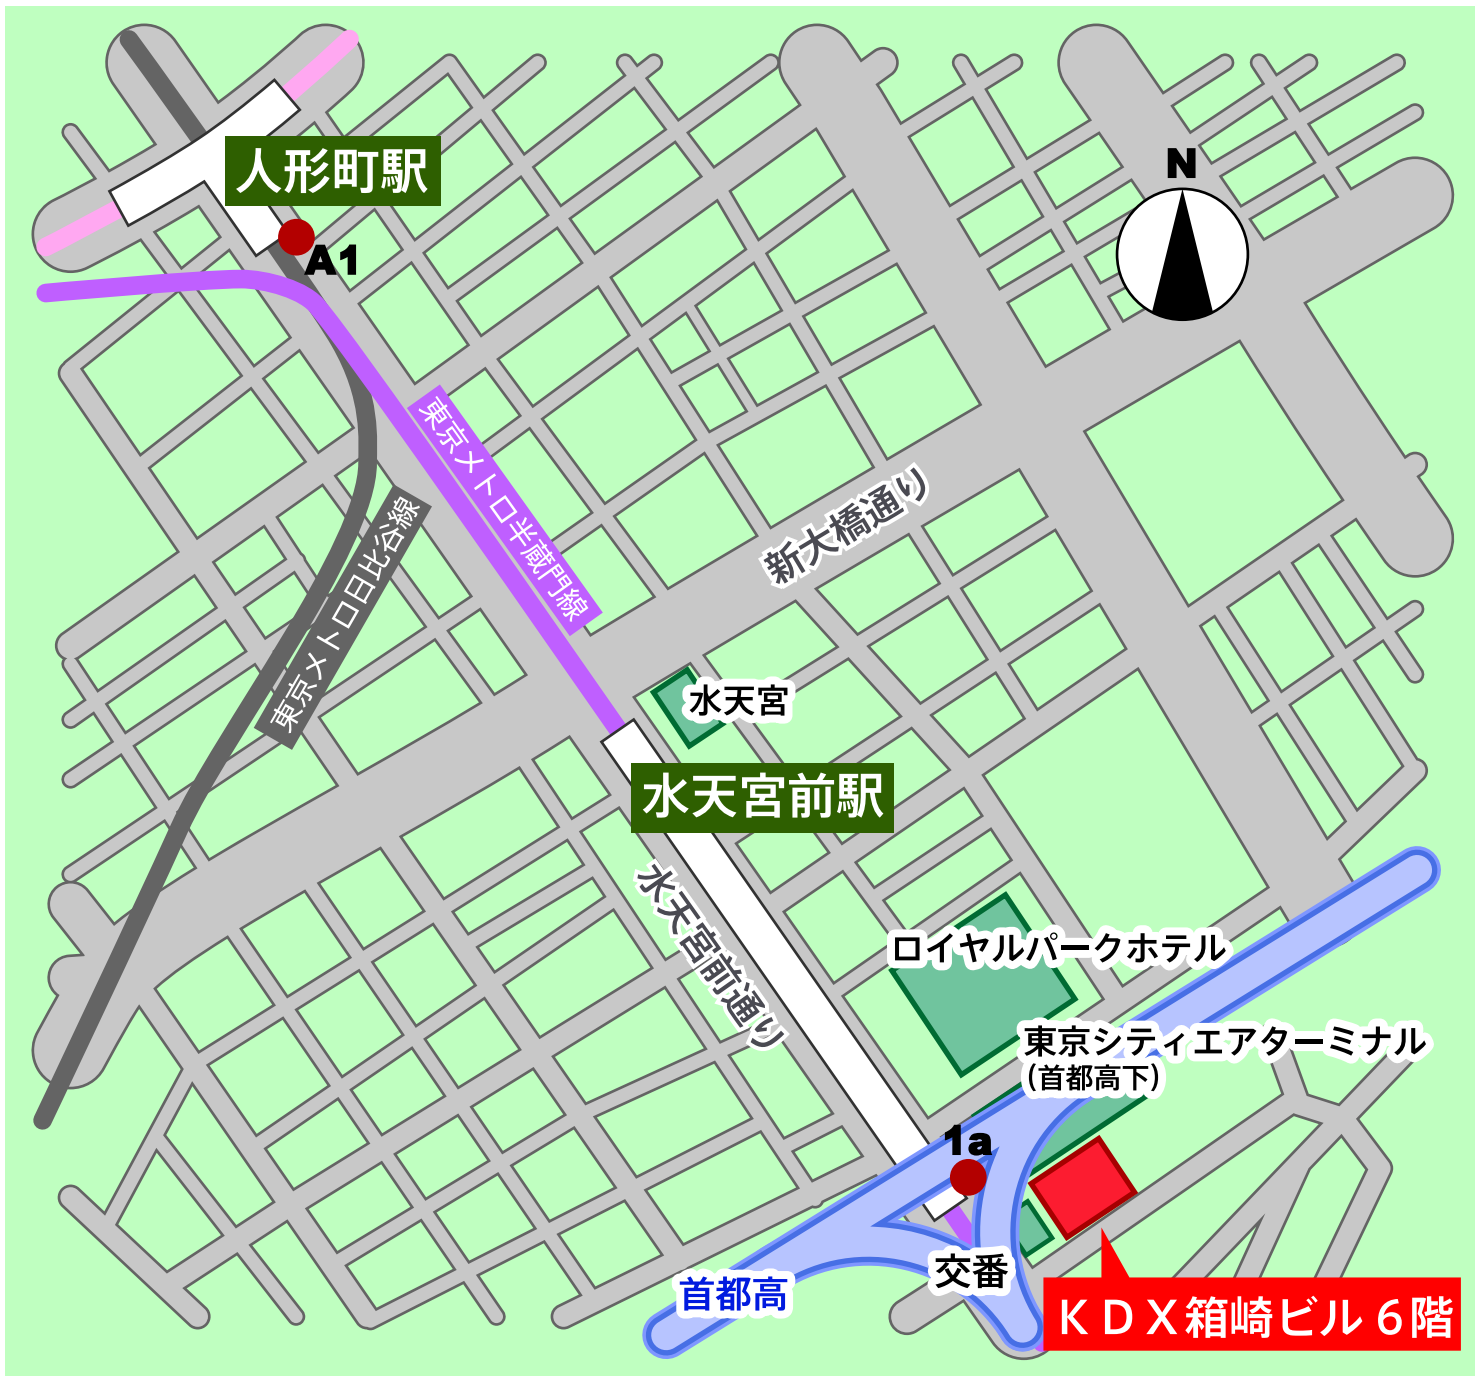 N
人形町駅
A1
東京メトロ半蔵門線
東京メトロ日比谷線
新大橋通り
水天宮
水天宮前駅
水天宮前通り
ロイヤルパークホテル
東京シティエアターミナル
(首都高下)
1a
交番
首都高
ＫＤＸ箱崎ビル６階